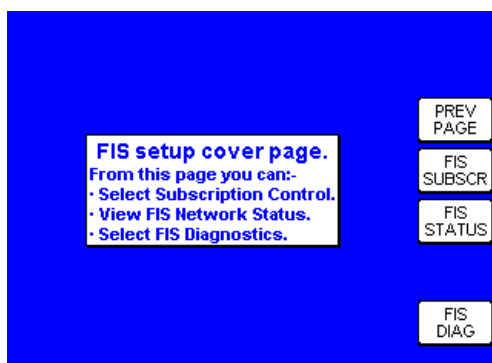 FIS setup cover page.
From this page you can:-
· Select Subscription Control.
· View FIS Network Status.
· Select FIS Diagnostics.
PREV
PAGE
FIS
SUBSCR
FIS
STATUS
FIS
DIAG